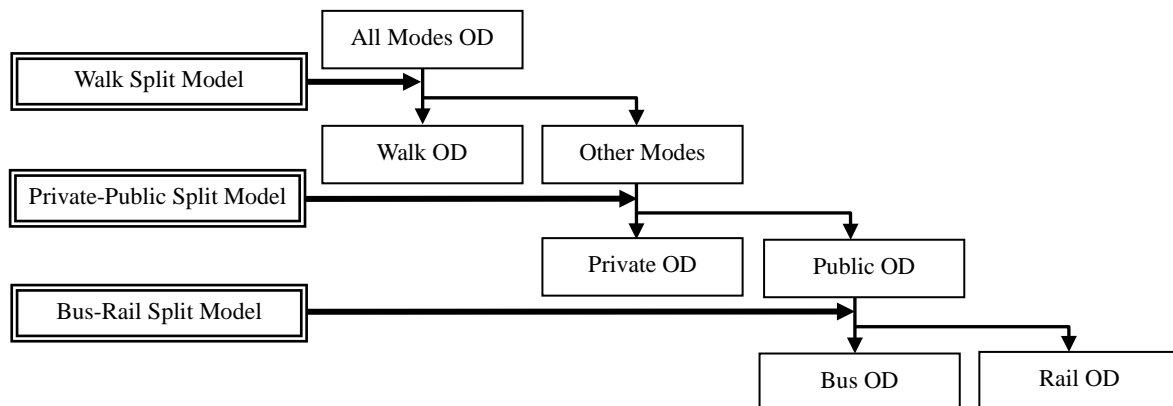 All Modes OD
Walk Split Model
Walk OD
Other Modes
Private-Public Split Model
Private OD
Public OD
Bus-Rail Split Model
Bus OD
Rail OD